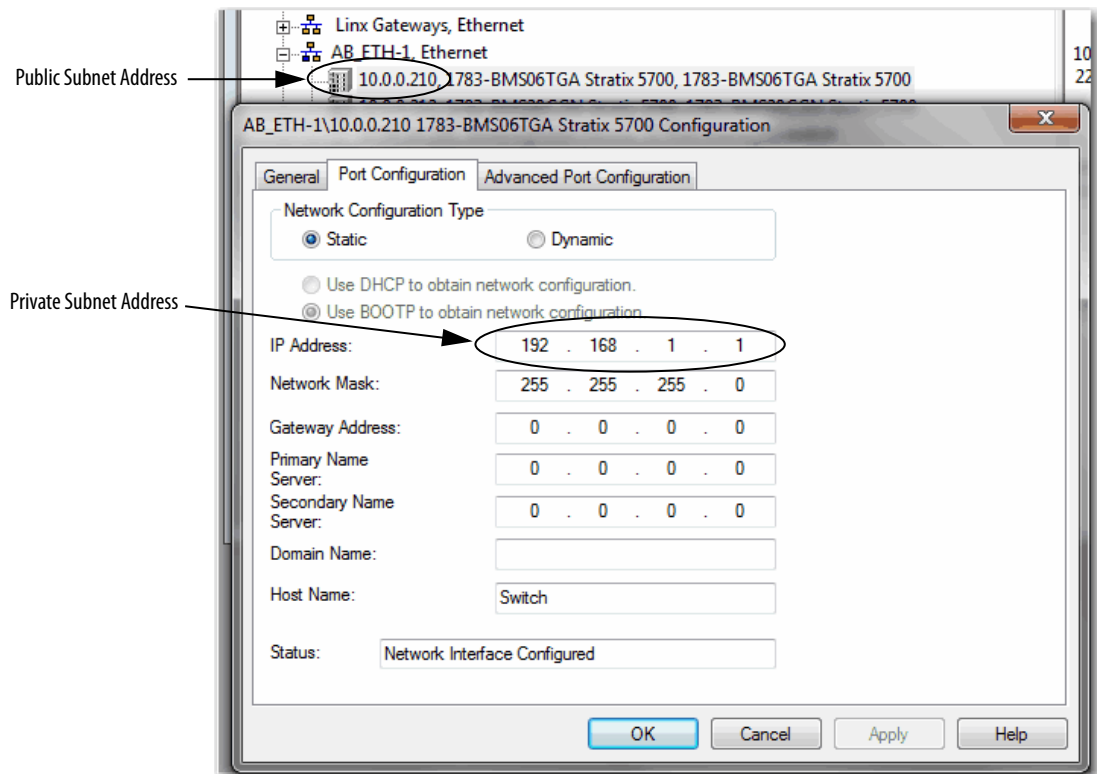 Linx Gateways, Ethernet
AB_ETH-1, Ethernet
10
Public Subnet Address
10.0.0.210, 1783-BMS06TGA Stratix 5700, 1783-BMS06TGA Stratix 5700
22
AB_ETH-1\10.0.0.210 1783-BMS06TGA Stratix 5700 Configuration
General Port Configuration Advanced Port Configuration
Network Configuration Type
Static Dynamic
Use DHCP to obtain network configuration.
Private Subnet Address
Use BOOTP to obtain network configuration.
IP Address: 192 . 168 . 1 . 1
Network Mask: 255 . 255 . 255 . 0
Gateway Address: 0 . 0 . 0 . 0
Primary Name
Server: 0 . 0 . 0 . 0
Secondary Name
Server: 0 . 0 . 0 . 0
Domain Name:
Host Name: Switch
Status: Network Interface Configured
OK Cancel Apply Help